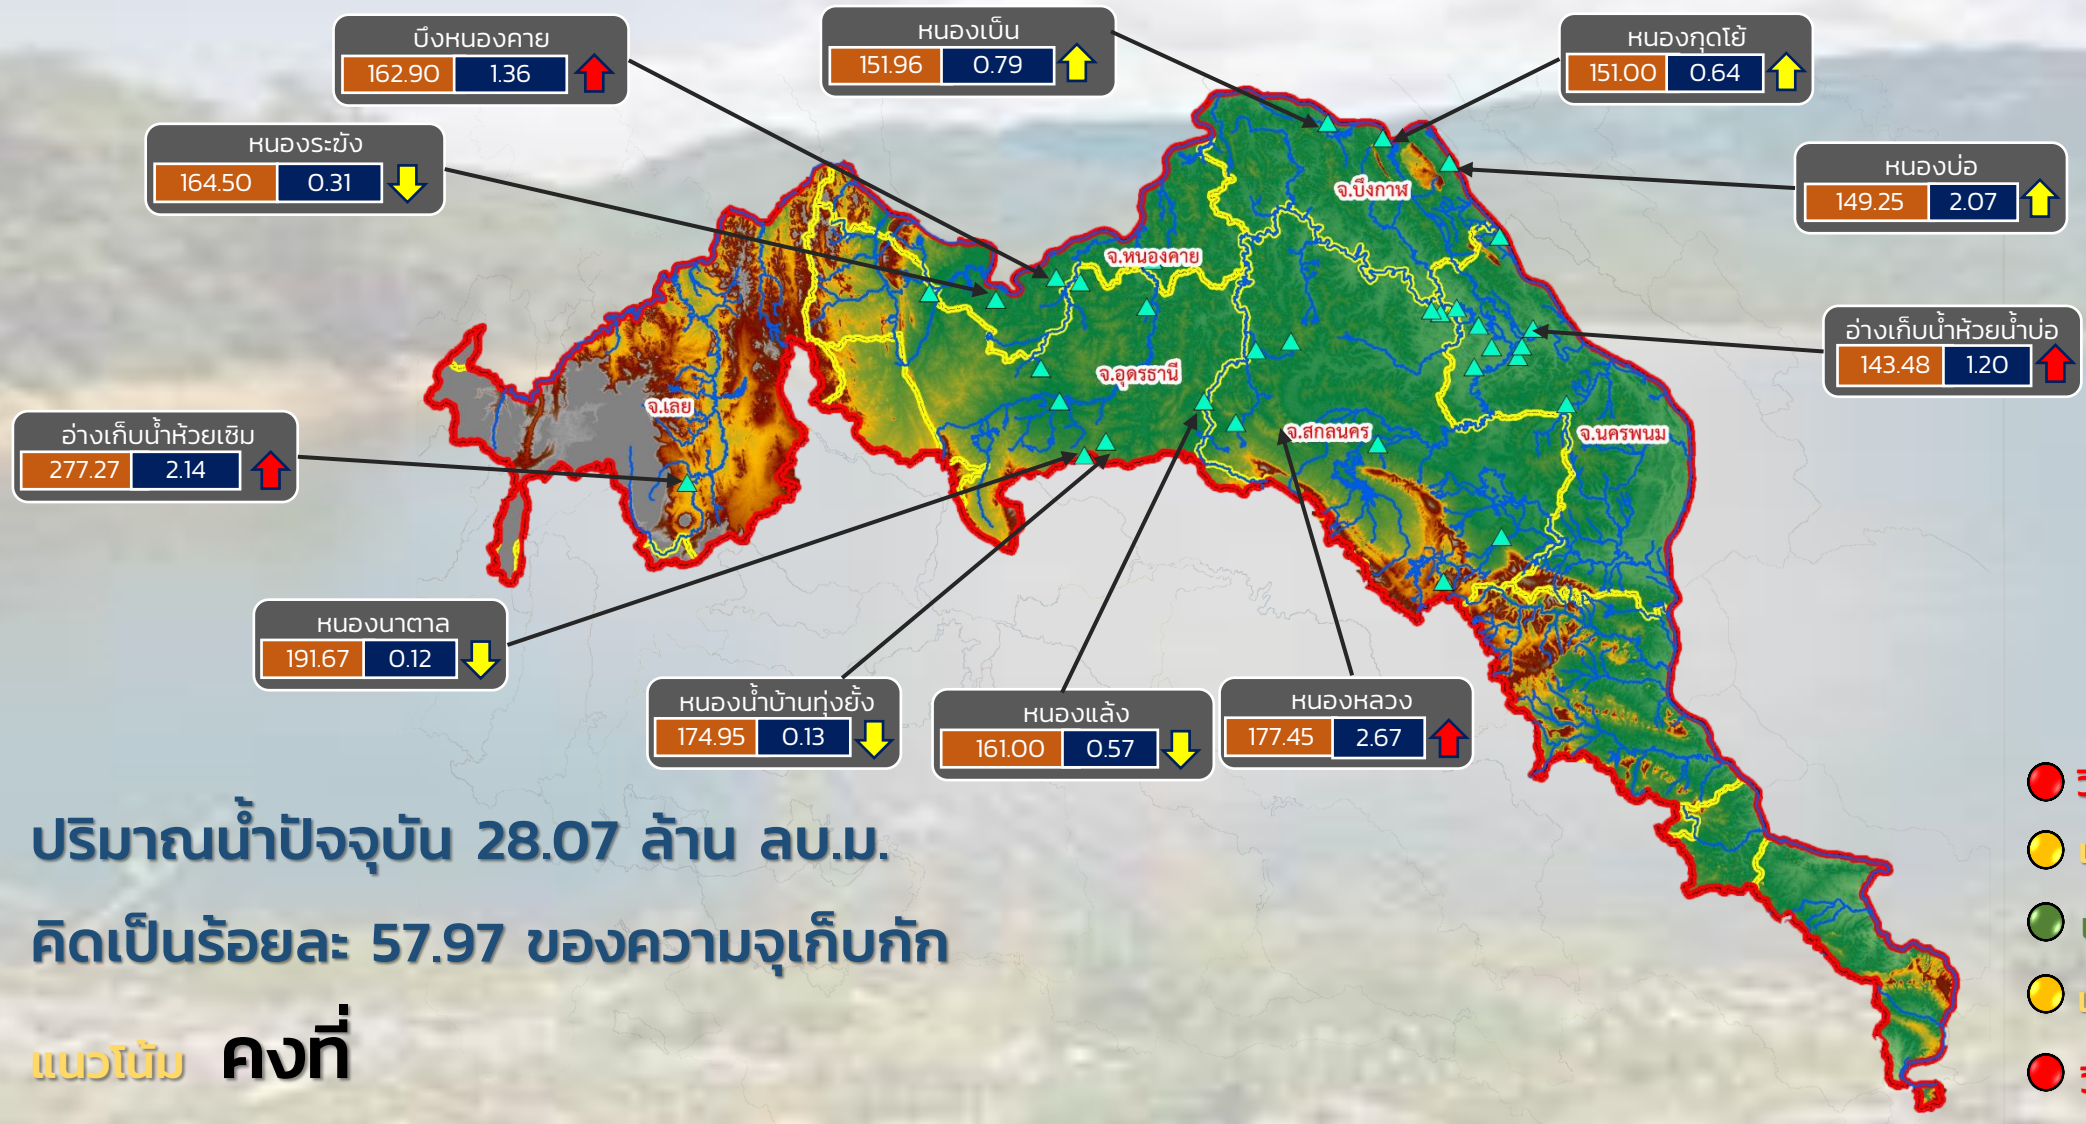 บึงหนองคาย
162.90 1.36
หนองเบ็น
151.96 0.79
หนองกุดโย้
151.00 0.64
หนองระฆัง
164.50 0.31
หนองบ่อ
149.25 2.07
จ.บึงกาฬ
จ.หนองคาย
อ่างเก็บน้ำห้วยน้ำบ่อ
143.48 1.20
จ.อุดรธานี
จ.เลย
จ.สกลนคร
จ.นครพนม
อ่างเก็บน้ำห้วยเซิม
277.27 2.14
หนองนาตาล
191.67 0.12
หนองน้ำบ้านทุ่งยั้ง
174.95 0.13
หนองแล้ง
161.00 0.57
หนองหลวง
177.45 2.67
ปริมาณน้ำปัจจุบัน 28.07 ล้าน ลบ.ม.
คิดเป็นร้อยละ 57.97 ของความจุเก็บกัก
แนวโน้ม คงที่